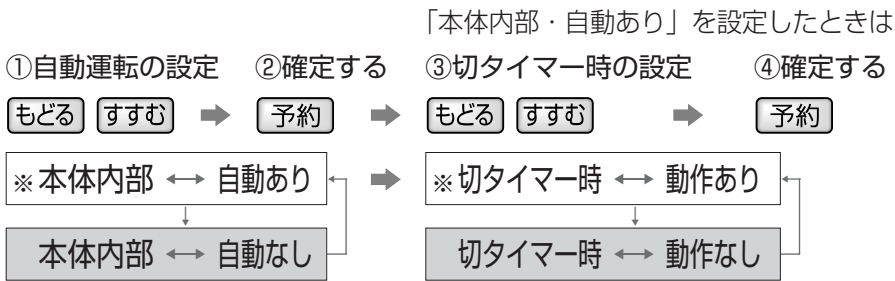 「本体内部・自動あり」を設定したときは
①自動運転の設定 ②確定する ③切タイマー時の設定 ④確定する
もどる すすむ 予約 もどる すすむ 予約
※本体内部 ↔ 自動あり ※切タイマー時 ↔ 動作あり
本体内部 ↔ 自動なし 切タイマー時 ↔ 動作なし